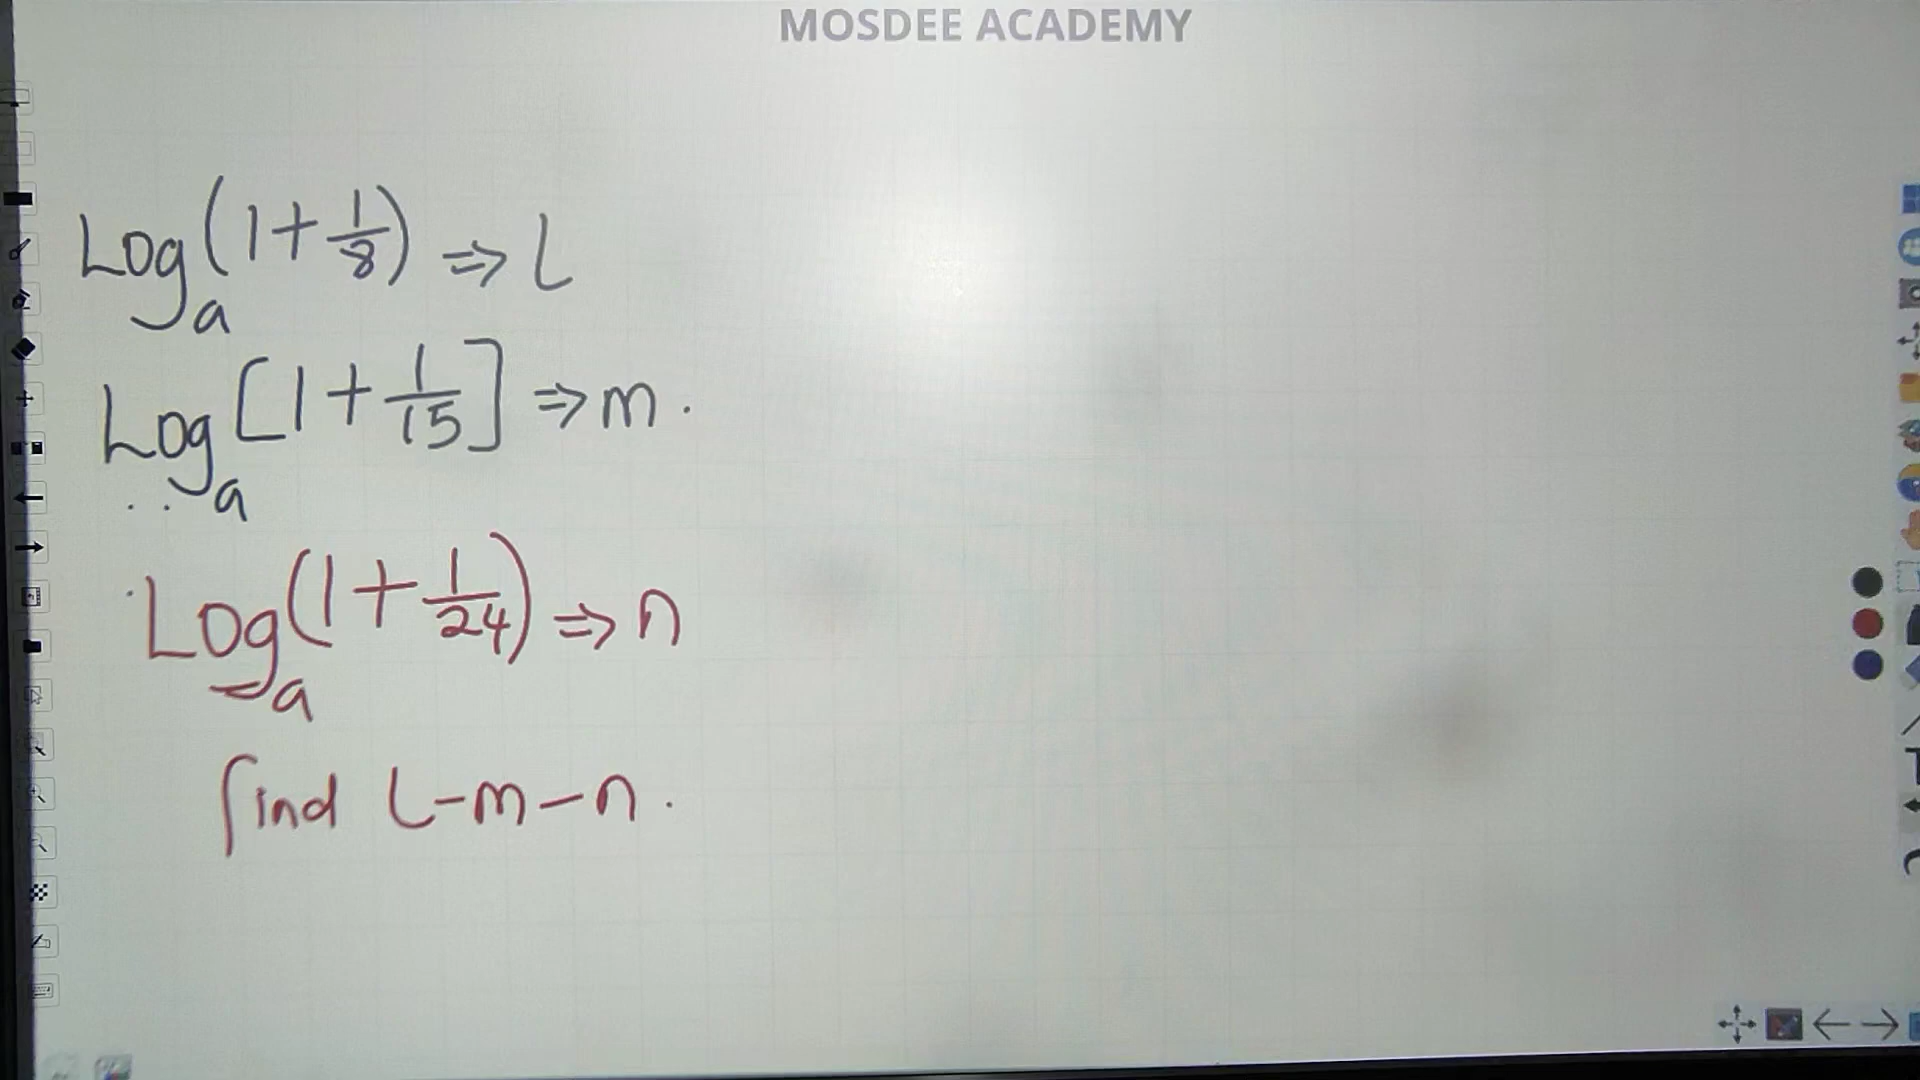 MOSDEE ACADEMY
Log_a(1+1/8) ⇒ L
Log_a[1+1/15] ⇒ m.
Log_a(1+1/24) ⇒ n
find L-m-n.